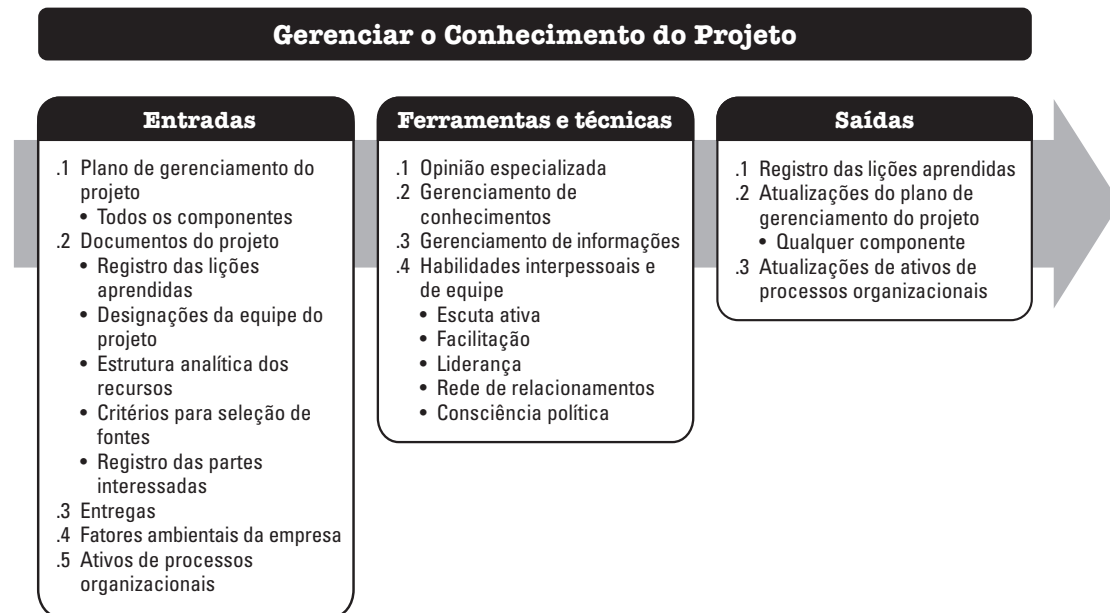 Gerenciar o Conhecimento do Projeto
Entradas
.1 Plano de gerenciamento do
projeto
• Todos os componentes
.2 Documentos do projeto
• Registro das lições
aprendidas
• Designações da equipe do
projeto
• Estrutura analítica dos
recursos
• Critérios para seleção de
fontes
• Registro das partes
interessadas
.3 Entregas
.4 Fatores ambientais da empresa
.5 Ativos de processos
organizacionais
Ferramentas e técnicas
.1 Opinião especializada
.2 Gerenciamento de
conhecimentos
.3 Gerenciamento de informações
.4 Habilidades interpessoais e
de equipe
• Escuta ativa
• Facilitação
• Liderança
• Rede de relacionamentos
• Consciência política
Saídas
.1 Registro das lições aprendidas
.2 Atualizações do plano de
gerenciamento do projeto
• Qualquer componente
.3 Atualizações de ativos de
processos organizacionais